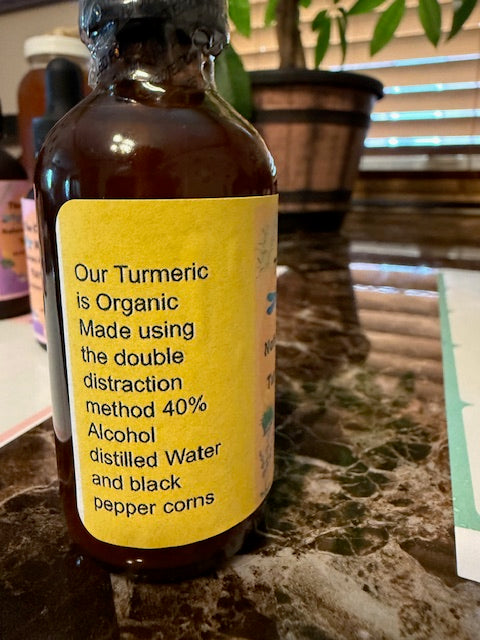 Our Turmeric
is Organic
Made using
the double
distraction
method 40%
Alcohol
distilled Water
and black
pepper corns